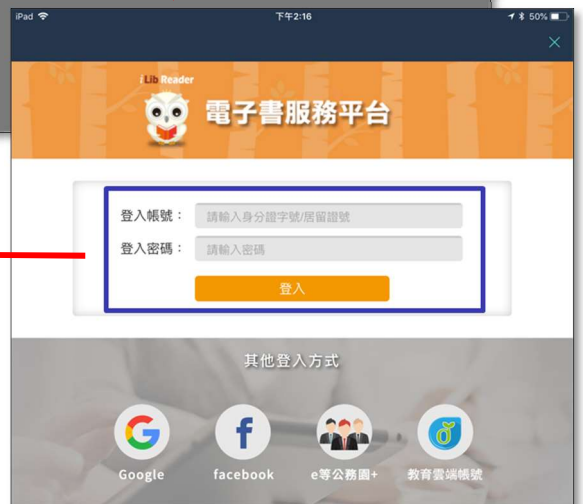 iPad 下午2:16 50%
iLib Reader
電子書服務平台
登入帳號： 請輸入身分證字號/居留證號
登入密碼： 請輸入密碼
登入
其他登入方式
Google facebook e等公務園+ 教育雲端帳號